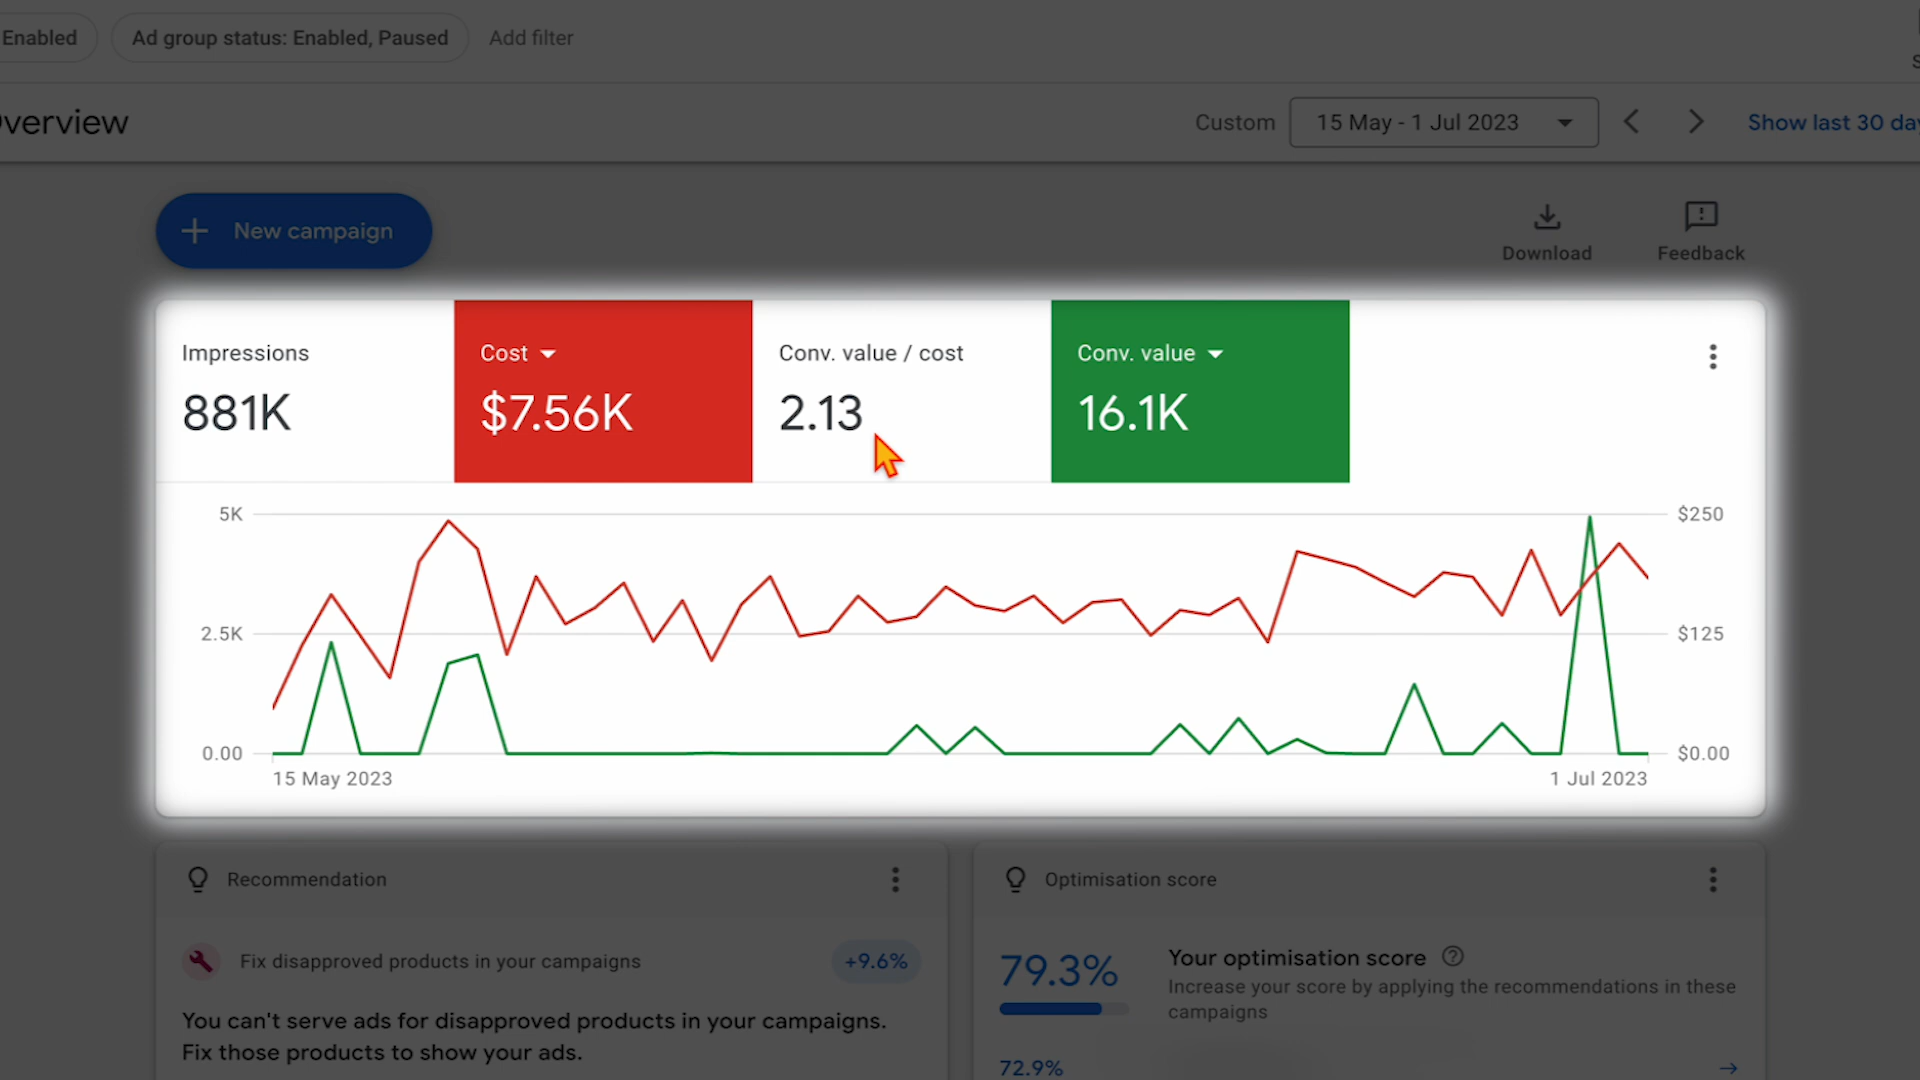 Enabled
Ad group status: Enabled, Paused
Add filter
Overview
Custom
15 May - 1 Jul 2023
Show last 30 day
New campaign
Download
Feedback
Impressions
881K
Cost
$7.56K
Conv. value / cost
2.13
Conv. value
16.1K
5K
$250
2.5K
$125
0.00
$0.00
15 May 2023
1 Jul 2023
Recommendation
Fix disapproved products in your campaigns
+9.6%
You can't serve ads for disapproved products in your campaigns.
Fix those products to show your ads.
Optimisation score
79.3%
Your optimisation score
Increase your score by applying the recommendations in these
campaigns
72.9%